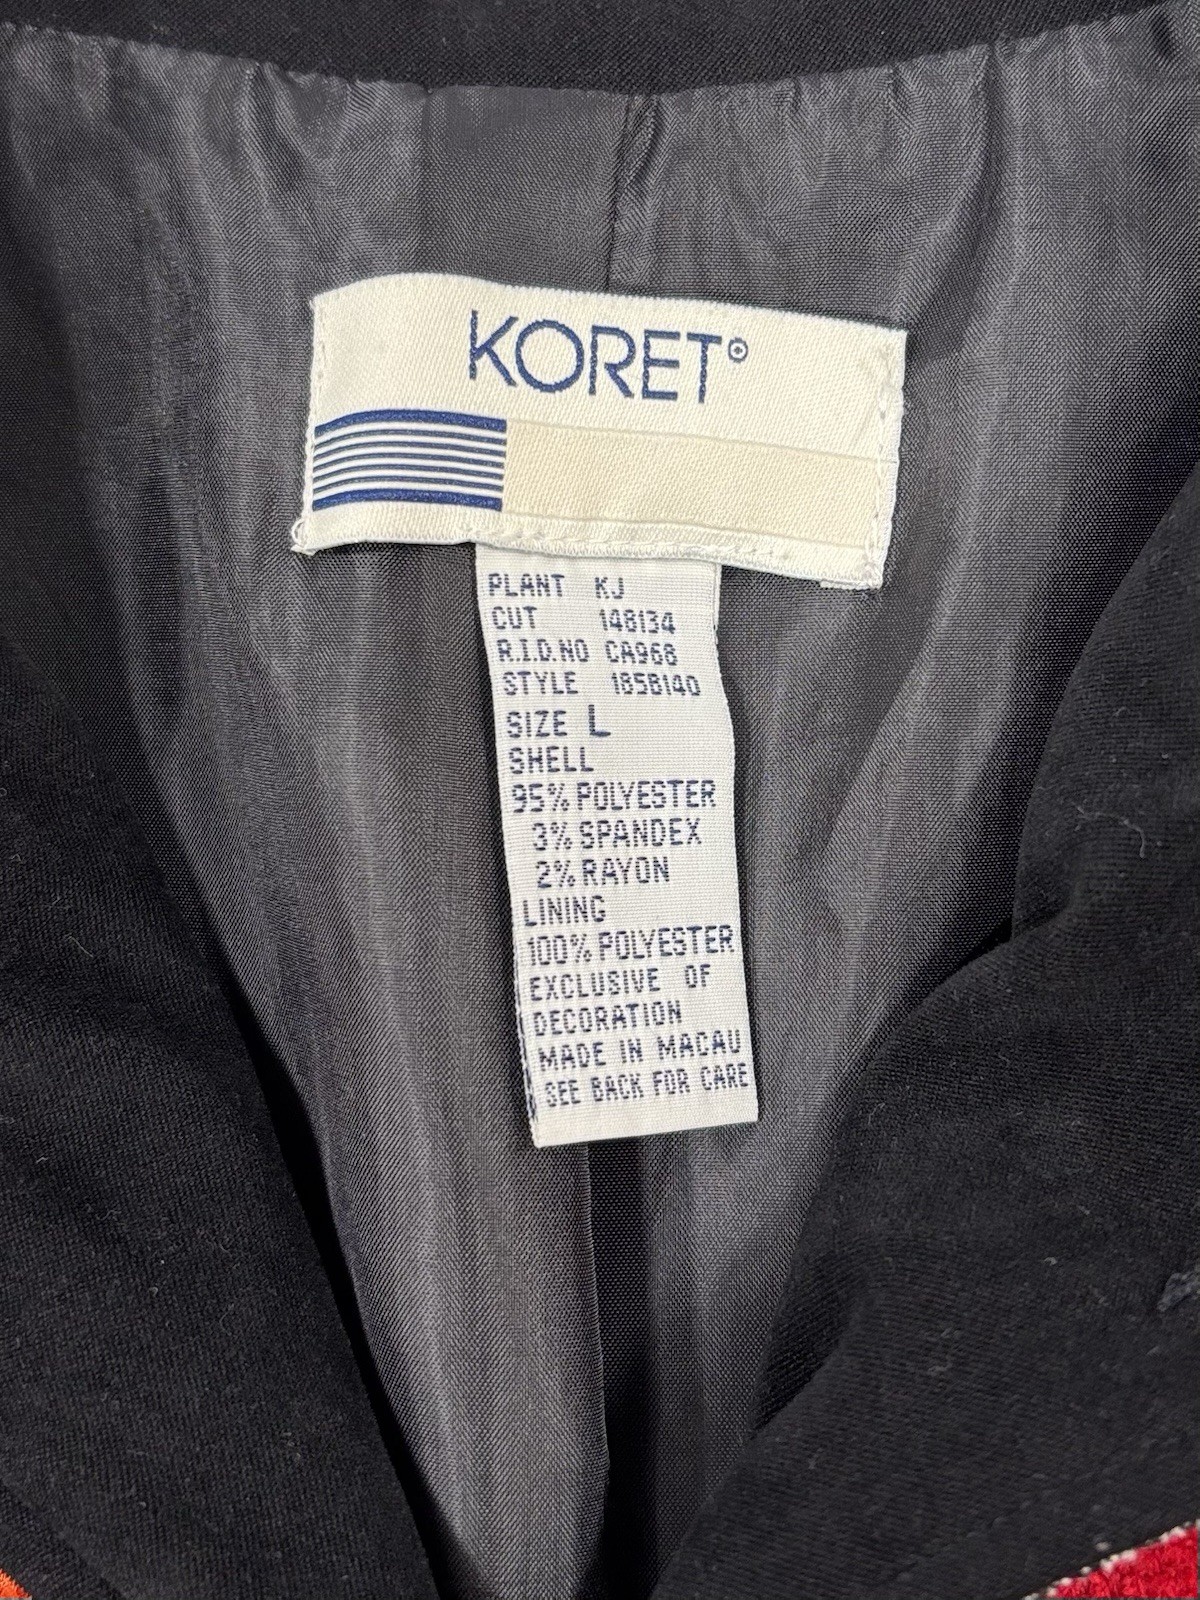 KORET®
PLANT KJ
CUT 148134
R.I.D.NO CA968
STYLE 1858140
SIZE L
SHELL
95% POLYESTER
3% SPANDEX
2% RAYON
LINING
100% POLYESTER
EXCLUSIVE OF
DECORATION
MADE IN MACAU
SEE BACK FOR CARE